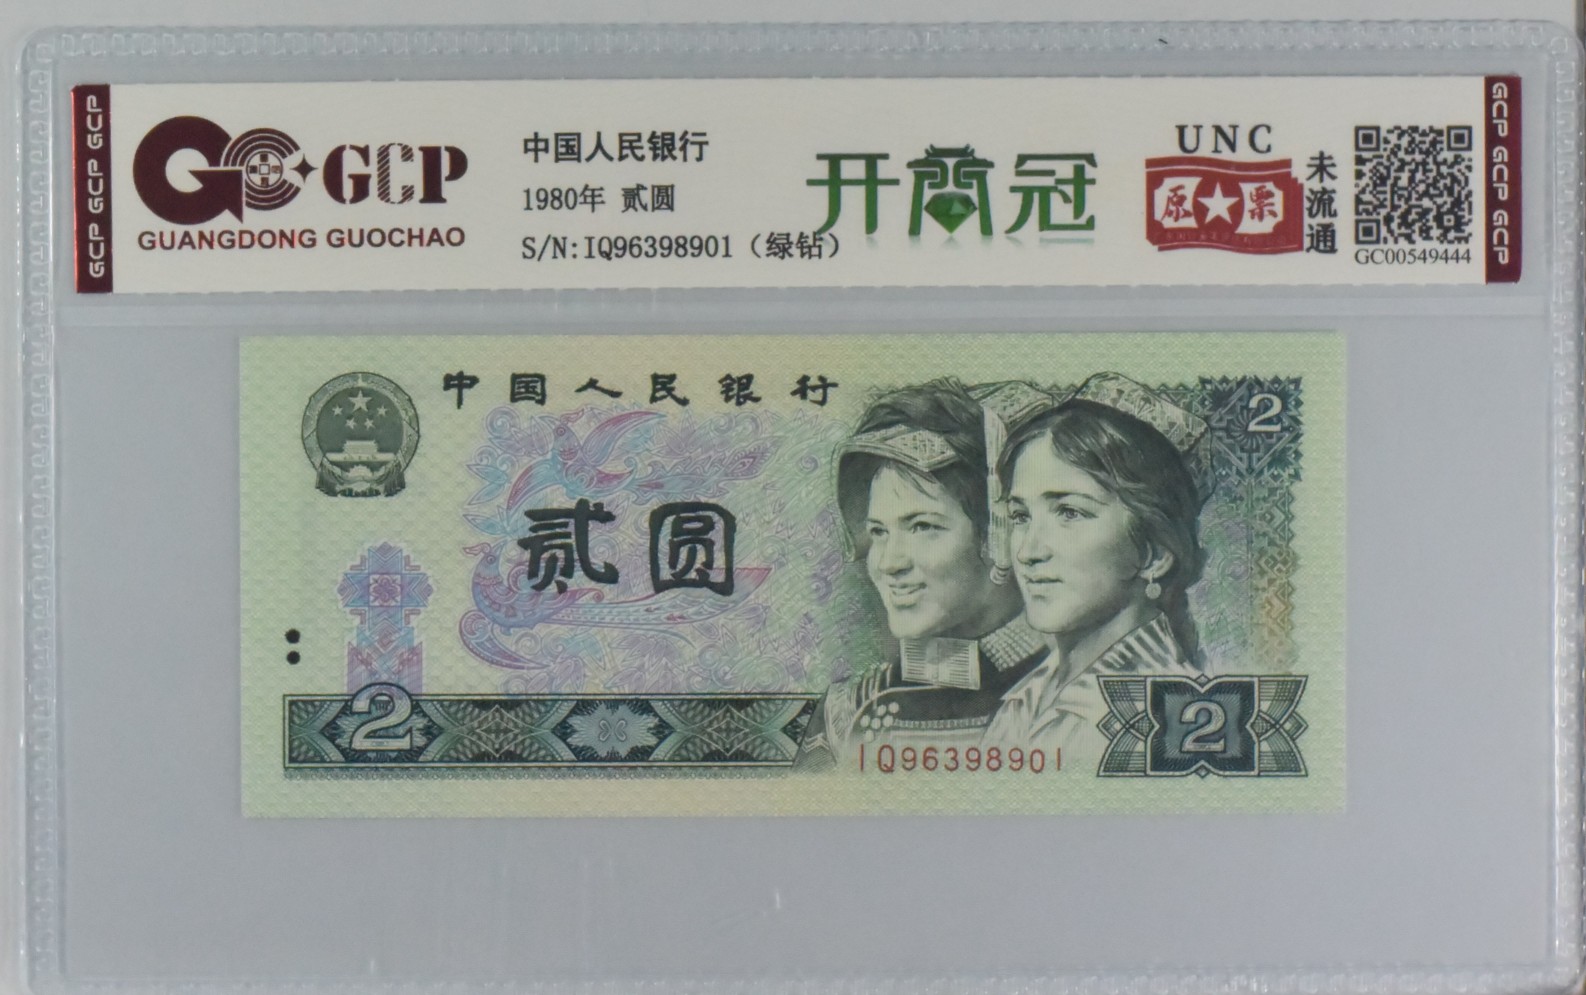 GCP GCP GCP
GCP
GUANGDONG GUOCHAO
中国人民银行
1980年 贰圆
S/N:IQ96398901（绿钻）
开门冠
UNC
原★票
未流通
GC00549444
GCP GCP GCP
中国人民银行
2
贰圆
2
IQ96398901
2